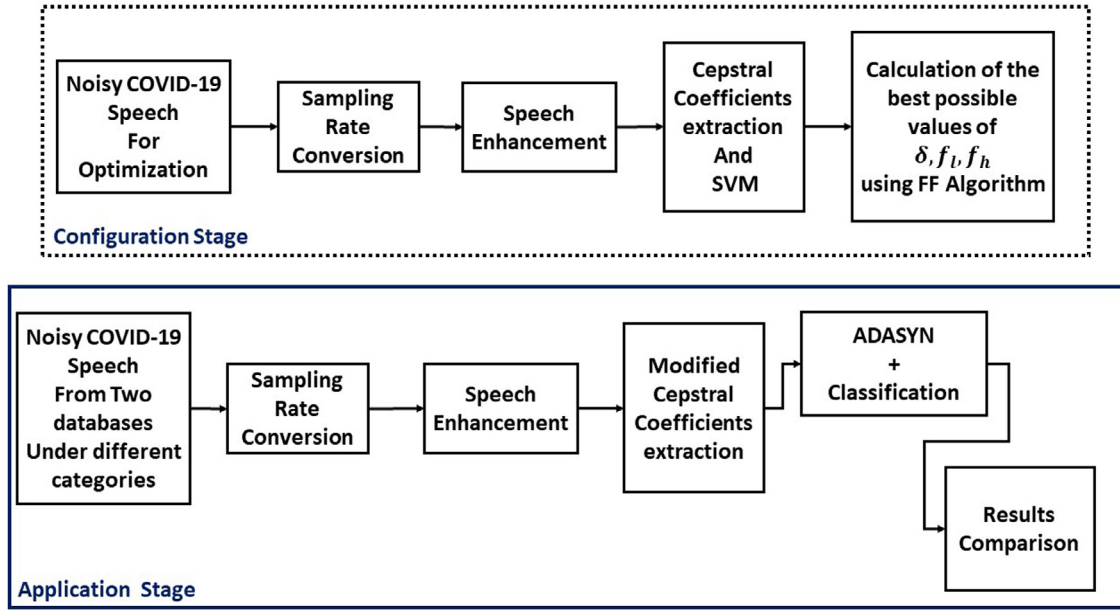 Noisy COVID-19
Speech
For
Optimization
Sampling
Rate
Conversion
Speech
Enhancement
Cepstral
Coefficients
extraction
And
SVM
Calculation of the
best possible
values of
δ, f_l, f_h
using FF Algorithm
Configuration Stage
Noisy COVID-19
Speech
From Two
databases
Under different
categories
Sampling
Rate
Conversion
Speech
Enhancement
Modified
Cepstral
Coefficients
extraction
ADASYN
+
Classification
Results
Comparison
Application Stage